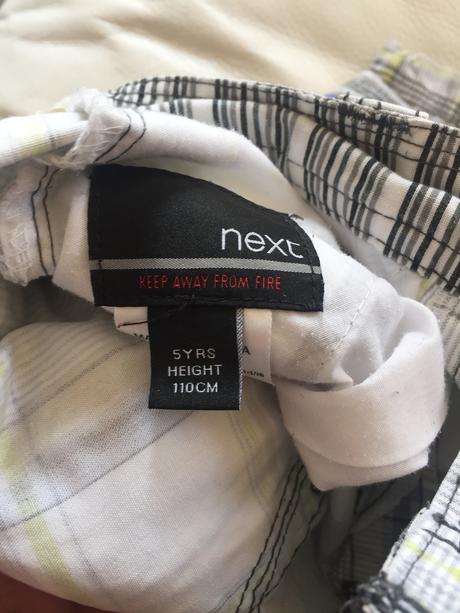 next
KEEP AWAY FROM FIRE
5YRS
HEIGHT
110CM